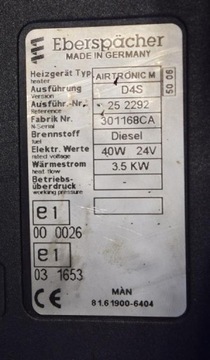 Eberspächer
MADE IN GERMANY
Heizgerät Typ AIRTRONIC M
heater
Ausführung D4S
Version
50 06
Ausführ.-Nr. 25 2292
Reference
Fabrik Nr. 301168CA
N-Serial
Brennstoff Diesel
fuel
Elektr. Werte 40W 24V
rated voltage
Wärmestrom 3.5 KW
heat flow
Betriebs-
überdruck
working pressure
e1 MAN
00 0026
e1
03 1653
CE 81.61900-6404